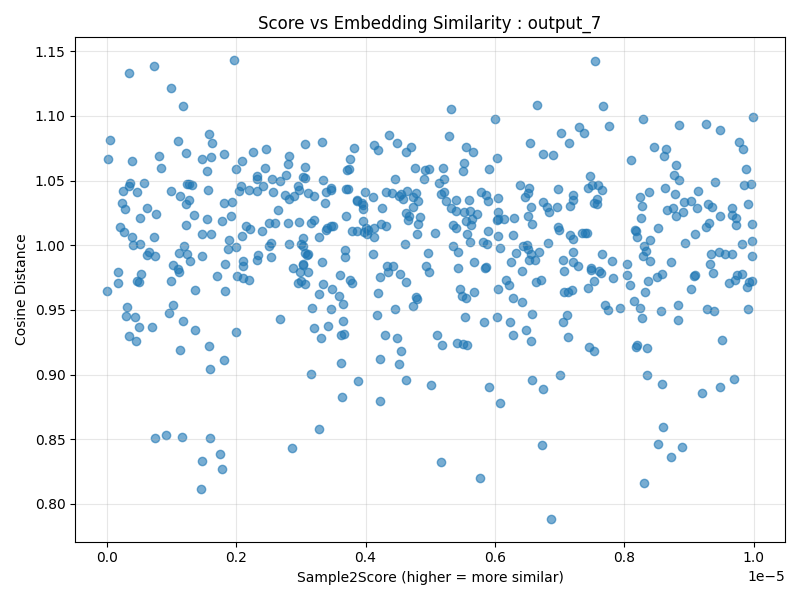 Score vs Embedding Similarity : output_7
1.15
1.10
1.05
1.00
0.95
0.90
0.85
0.80
Cosine Distance
0.0 0.2 0.4 0.6 0.8 1.0
1e−5
Sample2Score (higher = more similar)